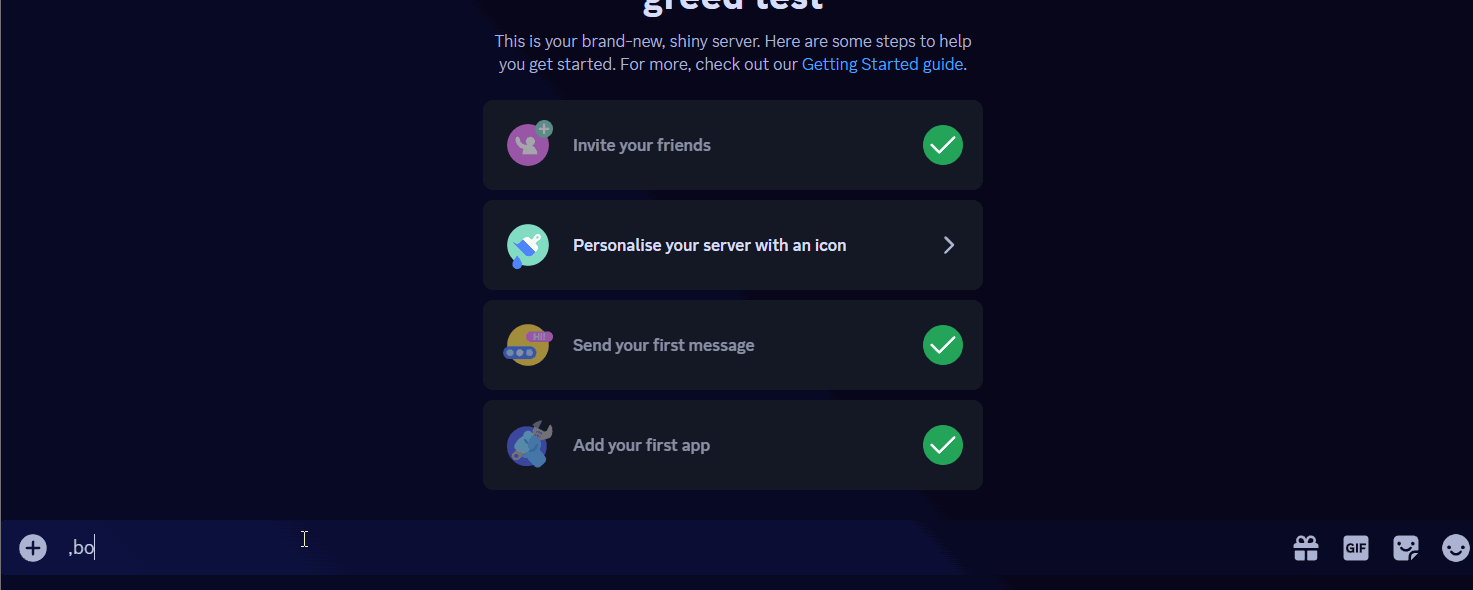 greed test
This is your brand-new, shiny server. Here are some steps to help
you get started. For more, check out our Getting Started guide.
Invite your friends
Personalise your server with an icon
Hi!
Send your first message
Add your first app
,bo
GIF